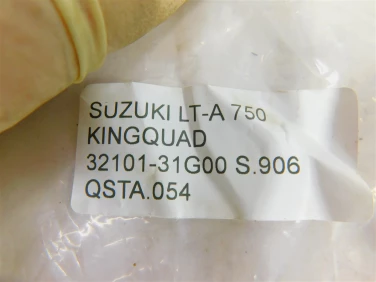 SUZUKI LT-A 750
KINGQUAD
32101-31G00 S.906
QSTA.054